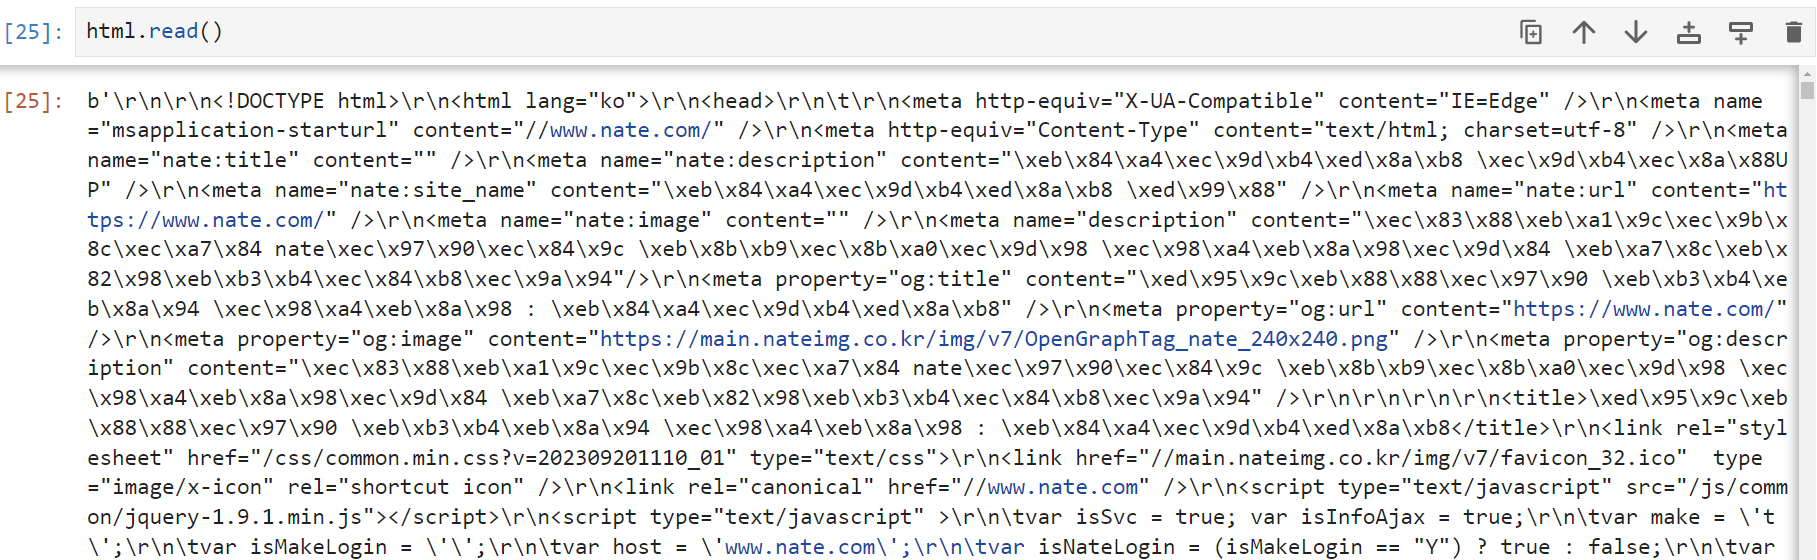 [25]: html.read()
[25]: b'\r\n\r\n<!DOCTYPE html>\r\n<html lang="ko">\r\n<head>\r\n\t\r\n<meta http-equiv="X-UA-Compatible" content="IE=Edge" />\r\n<meta name
="msapplication-starturl" content="//www.nate.com/" />\r\n<meta http-equiv="Content-Type" content="text/html; charset=utf-8" />\r\n<meta
name="nate:title" content="" />\r\n<meta name="nate:description" content="\xeb\x84\xa4\xec\x9d\xb4\xed\x8a\xb8 \xec\x9d\xb4\xec\x8a\x88U
P" />\r\n<meta name="nate:site_name" content="\xeb\x84\xa4\xec\x9d\xb4\xed\x8a\xb8 \xed\x99\x88" />\r\n<meta name="nate:url" content="ht
tps://www.nate.com/" />\r\n<meta name="nate:image" content="" />\r\n<meta name="description" content="\xec\x83\x88\xeb\xa1\x9c\xec\x9b\x
8c\xec\xa7\x84 nate\xec\x97\x90\xec\x84\x9c \xeb\x8b\xb9\xec\x8b\xa0\xec\x9d\x98 \xec\x98\xa4\xeb\x8a\x98\xec\x9d\x84 \xeb\xa7\x8c\xeb\x
82\x98\xeb\xb3\xb4\xec\x84\xb8\xec\x9a\x94"/>\r\n<meta property="og:title" content="\xed\x95\x9c\xeb\x88\x88\xec\x97\x90 \xeb\xb3\xb4\xe
b\x8a\x94 \xec\x98\xa4\xeb\x8a\x98 : \xeb\x84\xa4\xec\x9d\xb4\xed\x8a\xb8" />\r\n<meta property="og:url" content="https://www.nate.com/"
/>\r\n<meta property="og:image" content="https://main.nateimg.co.kr/img/v7/OpenGraphTag_nate_240x240.png" />\r\n<meta property="og:descr
iption" content="\xec\x83\x88\xeb\xa1\x9c\xec\x9b\x8c\xec\xa7\x84 nate\xec\x97\x90\xec\x84\x9c \xeb\x8b\xb9\xec\x8b\xa0\xec\x9d\x98 \xec
\x98\xa4\xeb\x8a\x98\xec\x9d\x84 \xeb\xa7\x8c\xeb\x82\x98\xeb\xb3\xb4\xec\x84\xb8\xec\x9a\x94" />\r\n\r\n\r\n\r\n<title>\xed\x95\x9c\xeb
\x88\x88\xec\x97\x90 \xeb\xb3\xb4\xeb\x8a\x94 \xec\x98\xa4\xeb\x8a\x98 : \xeb\x84\xa4\xec\x9d\xb4\xed\x8a\xb8</title>\r\n<link rel="styl
esheet" href="/css/common.min.css?v=202309201110_01" type="text/css">\r\n<link href="//main.nateimg.co.kr/img/v7/favicon_32.ico"  type
="image/x-icon" rel="shortcut icon" />\r\n<link rel="canonical" href="//www.nate.com" />\r\n<script type="text/javascript" src="/js/comm
on/jquery-1.9.1.min.js"></script>\r\n<script type="text/javascript" >\r\n\tvar isSvc = true; var isInfoAjax = true;\r\n\tvar make = \'t
\';\r\n\tvar isMakeLogin = \'\';\r\n\tvar host = \'www.nate.com\';\r\n\tvar isNateLogin = (isMakeLogin == "Y") ? true : false;\r\n\tvar